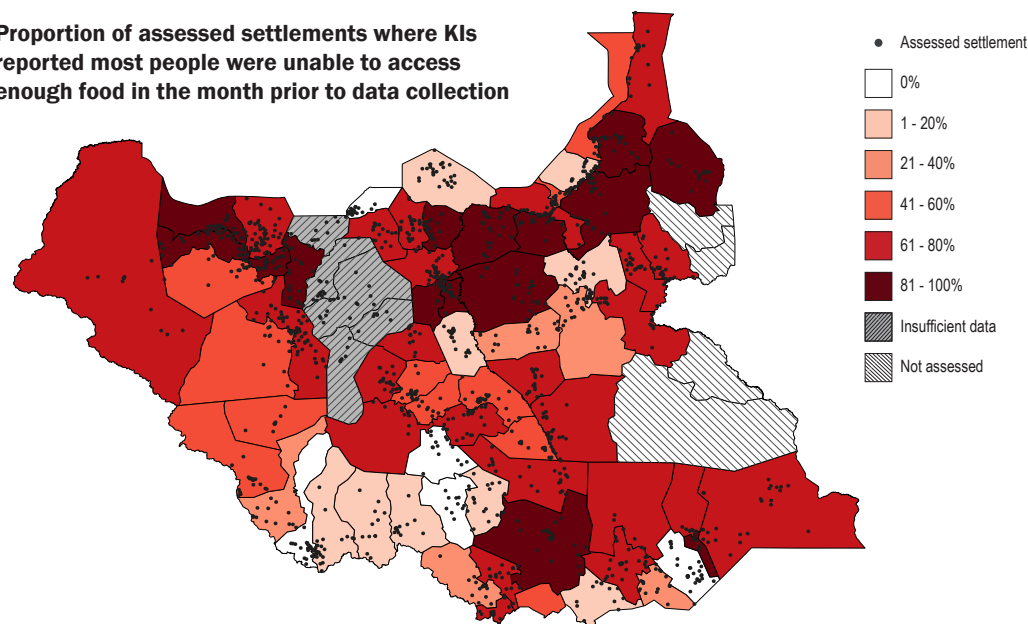 Proportion of assessed settlements where KIs
reported most people were unable to access
enough food in the month prior to data collection
Assessed settlement
0%
1 - 20%
21 - 40%
41 - 60%
61 - 80%
81 - 100%
Insufficient data
Not assessed